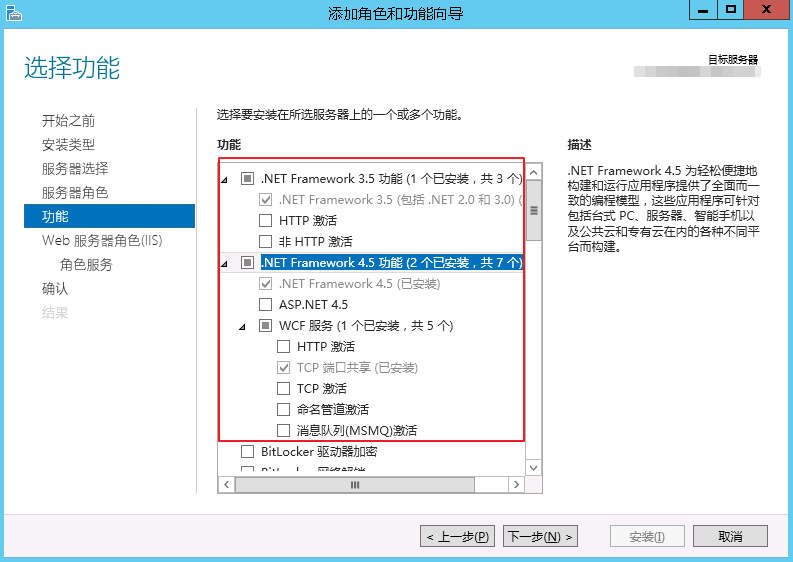 添加角色和功能向导
选择功能
目标服务器
开始之前
安装类型
服务器选择
服务器角色
功能
Web 服务器角色(IIS)
角色服务
确认
结果
选择要安装在所选服务器上的一个或多个功能。
功能
.NET Framework 3.5 功能 (1 个已安装，共 3 个)
.NET Framework 3.5 (包括 .NET 2.0 和 3.0) (
HTTP 激活
非 HTTP 激活
.NET Framework 4.5 功能 (2 个已安装，共 7 个)
.NET Framework 4.5 (已安装)
ASP.NET 4.5
WCF 服务 (1 个已安装，共 5 个)
HTTP 激活
TCP 端口共享 (已安装)
TCP 激活
命名管道激活
消息队列(MSMQ)激活
BitLocker 驱动器加密
描述
.NET Framework 4.5 为轻松便捷地
构建和运行应用程序提供了全面而一
致的编程模型，这些应用程序可针对
包括台式 PC、服务器、智能手机以
及公共云和专有云在内的各种不同平
台而构建。
< 上一步(P)
下一步(N) >
安装(I)
取消